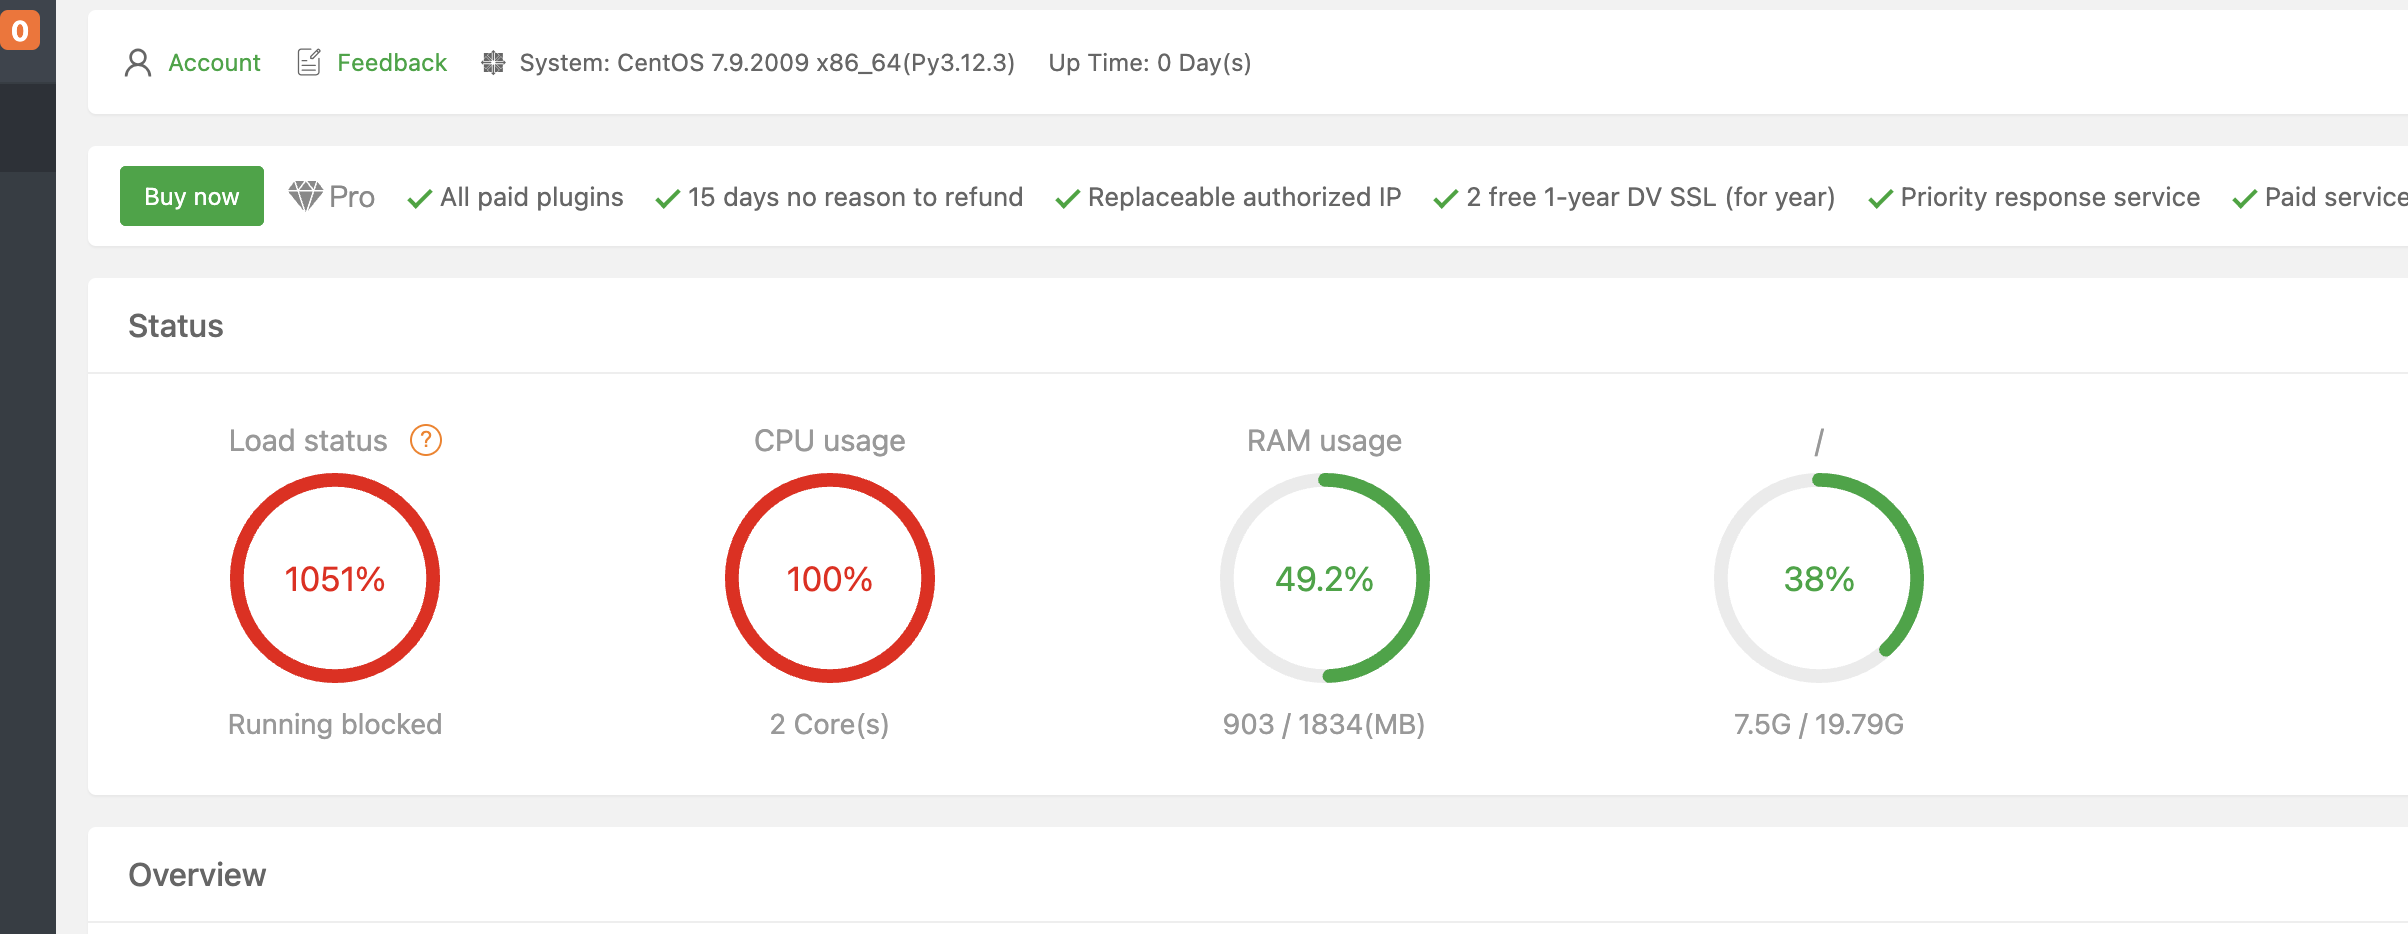 0
Account Feedback System: CentOS 7.9.2009 x86_64(Py3.12.3) Up Time: 0 Day(s)
Buy now Pro All paid plugins 15 days no reason to refund Replaceable authorized IP 2 free 1-year DV SSL (for year) Priority response service Paid service
Status
Load status ? CPU usage RAM usage /
1051% 100% 49.2% 38%
Running blocked 2 Core(s) 903 / 1834(MB) 7.5G / 19.79G
Overview